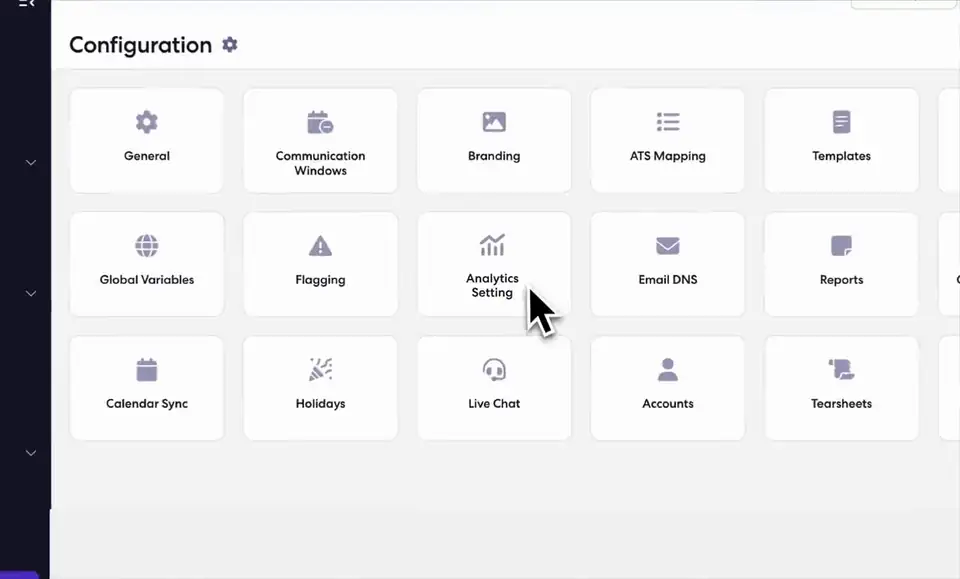 Configuration
General
Communication
Windows
Branding
ATS Mapping
Templates
Global Variables
Flagging
Analytics
Setting
Email DNS
Reports
Calendar Sync
Holidays
Live Chat
Accounts
Tearsheets